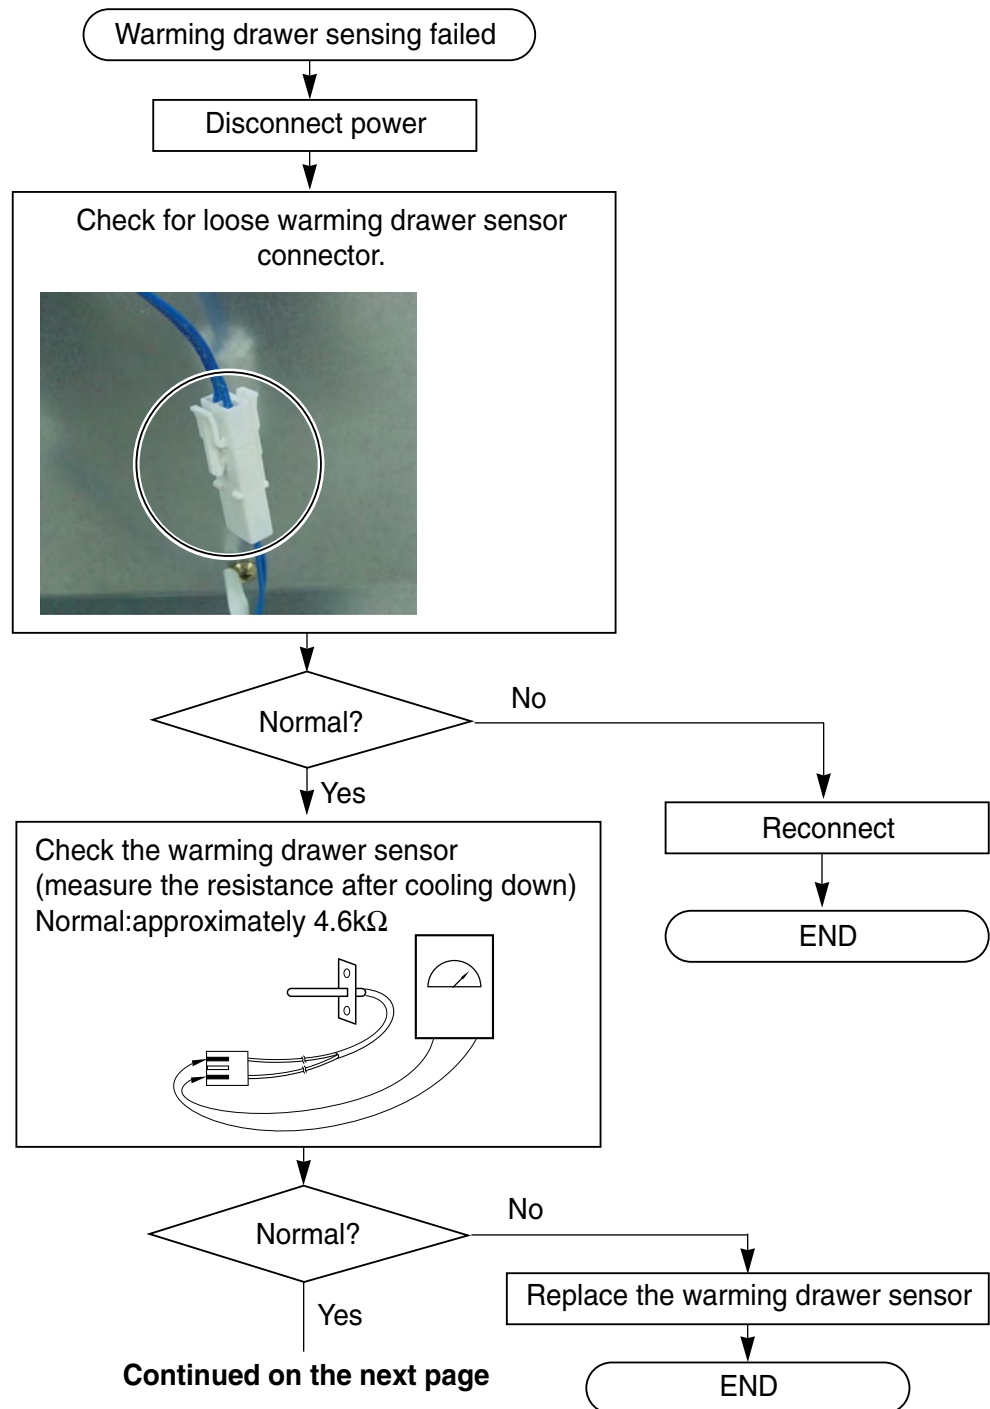 Warming drawer sensing failed
Disconnect power
Check for loose warming drawer sensor
connector.
Normal?
No
Yes
Reconnect
END
Check the warming drawer sensor
(measure the resistance after cooling down)
Normal:approximately 4.6kΩ
Normal?
No
Yes
Replace the warming drawer sensor
END
Continued on the next page